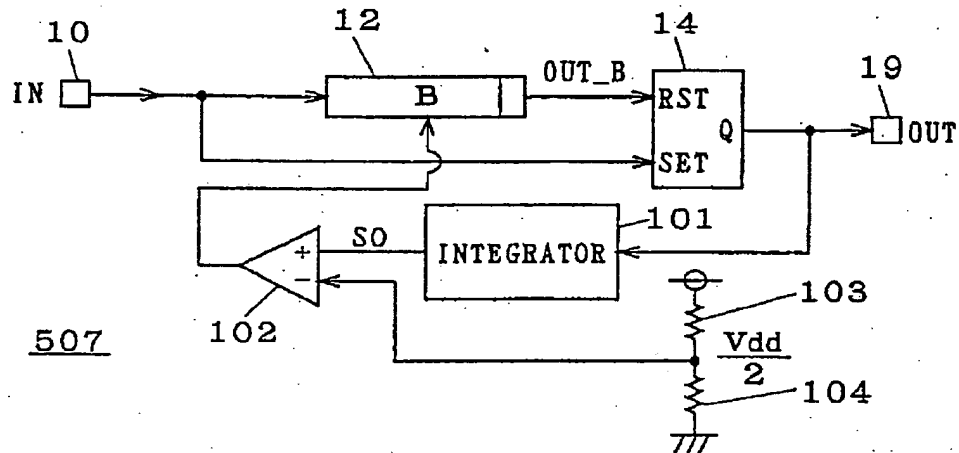 10
12
14
19
IN
B
OUT_B
RST
Q
SET
OUT
101
SO
INTEGRATOR
+
−
102
103
Vdd
2
104
507